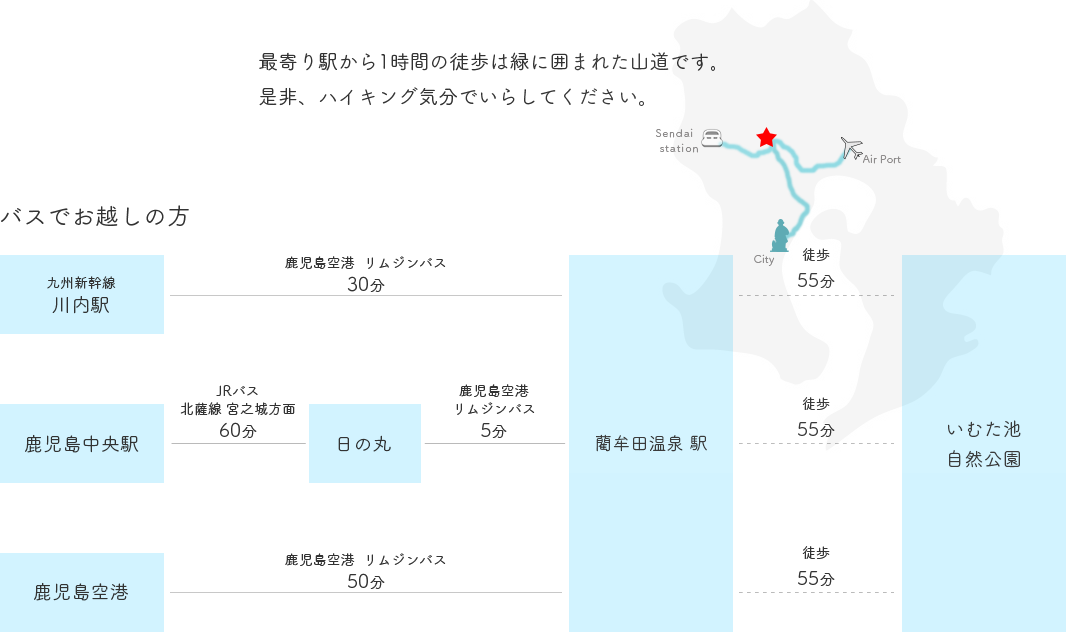 最寄り駅から1時間の徒歩は緑に囲まれた山道です。
是非、ハイキング気分でいらしてください。
Sendai
station
Air Port
City
バスでお越しの方
九州新幹線
川内駅
鹿児島空港 リムジンバス
30分
徒歩
55分
鹿児島中央駅
JRバス
北薩線 宮之城方面
60分
日の丸
鹿児島空港
リムジンバス
5分
藺牟田温泉 駅
徒歩
55分
いむた池
自然公園
鹿児島空港
鹿児島空港 リムジンバス
50分
徒歩
55分